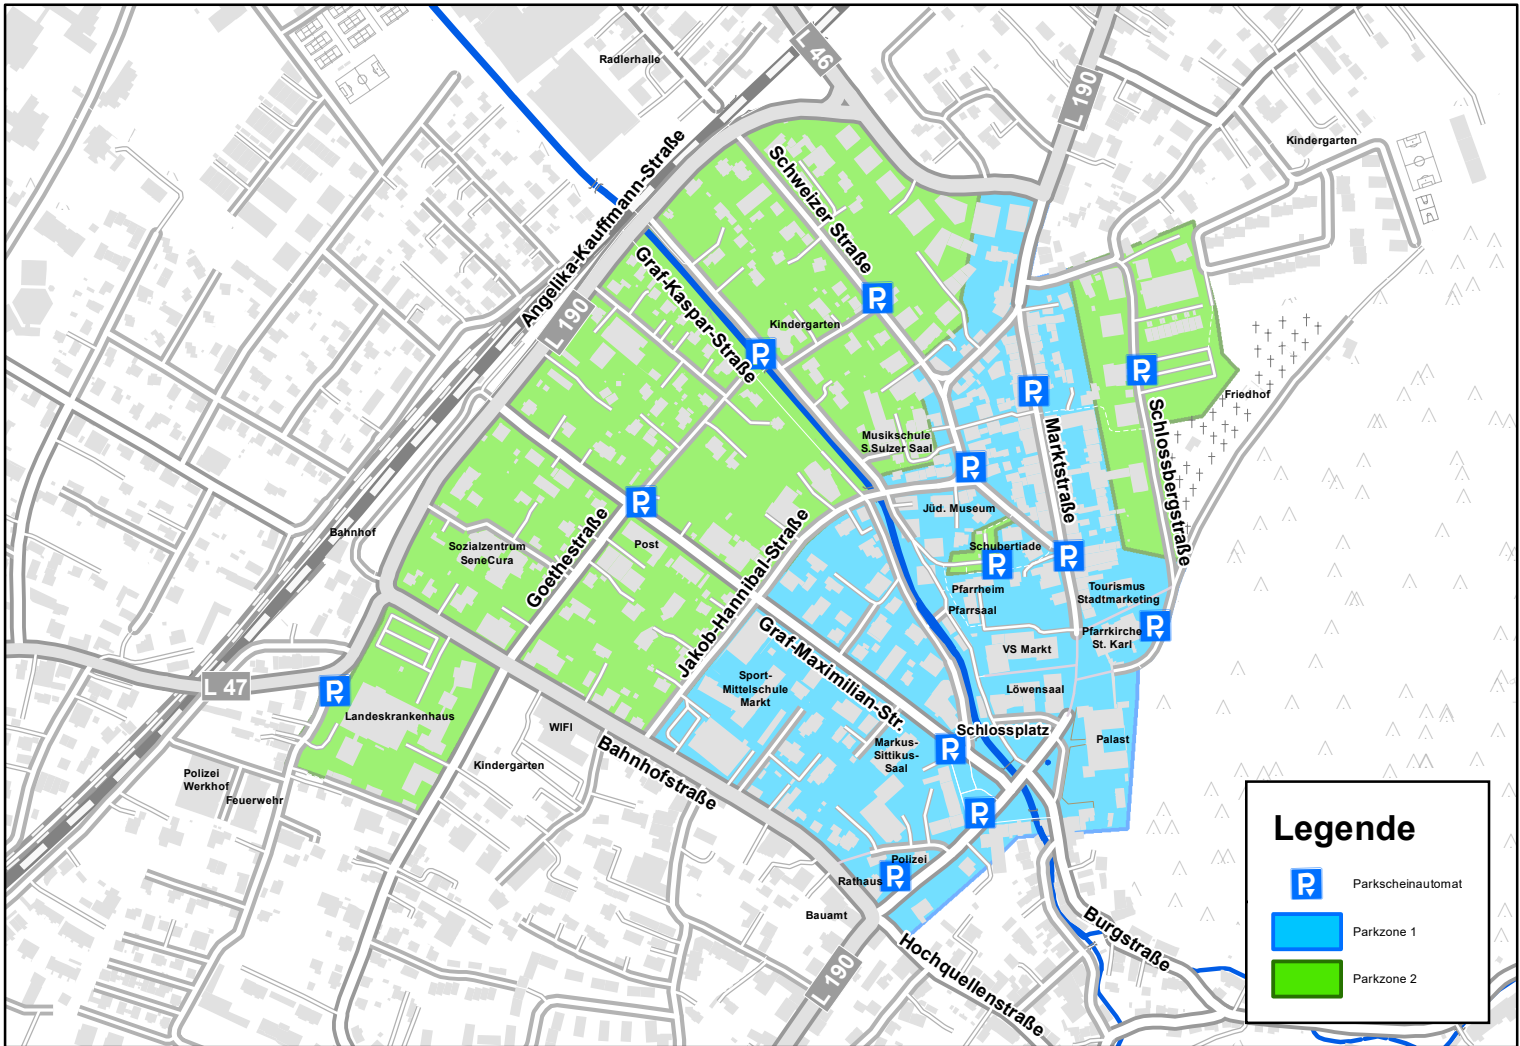 Radlerhalle
L 46
L 190
Kindergarten
Angelika-Kauffmann-Straße
Schweizer Straße
Graf-Kaspar-Straße
L 190
Kindergarten
P
P
P
P
Friedhof
Musikschule
S.Sulzer Saal
Marktstraße
Schlossbergstraße
P
P
Jüd. Museum
Bahnhof
Sozialzentrum
SeneCura
Post
Goethestraße
Jakob-Hannibal-Straße
Schubertiade
P
P
Pfarrheim
Pfarrsaal
Tourismus
Stadtmarketing
Pfarrkirche
St. Karl
P
VS Markt
Graf-Maximilian-Str.
Sport-
Mittelschule
Markt
Löwensaal
L 47
P
Landeskrankenhaus
WIFI
Schlossplatz
Palast
Markus-
Sittikus-
Saal
P
Bahnhofstraße
Kindergarten
Polizei
Werkhof
Feuerwehr
P
Polizei
Rathaus
P
Bauamt
Burgstraße
Hochquellenstraße
L 190
Legende
P
Parkscheinautomat
Parkzone 1
Parkzone 2